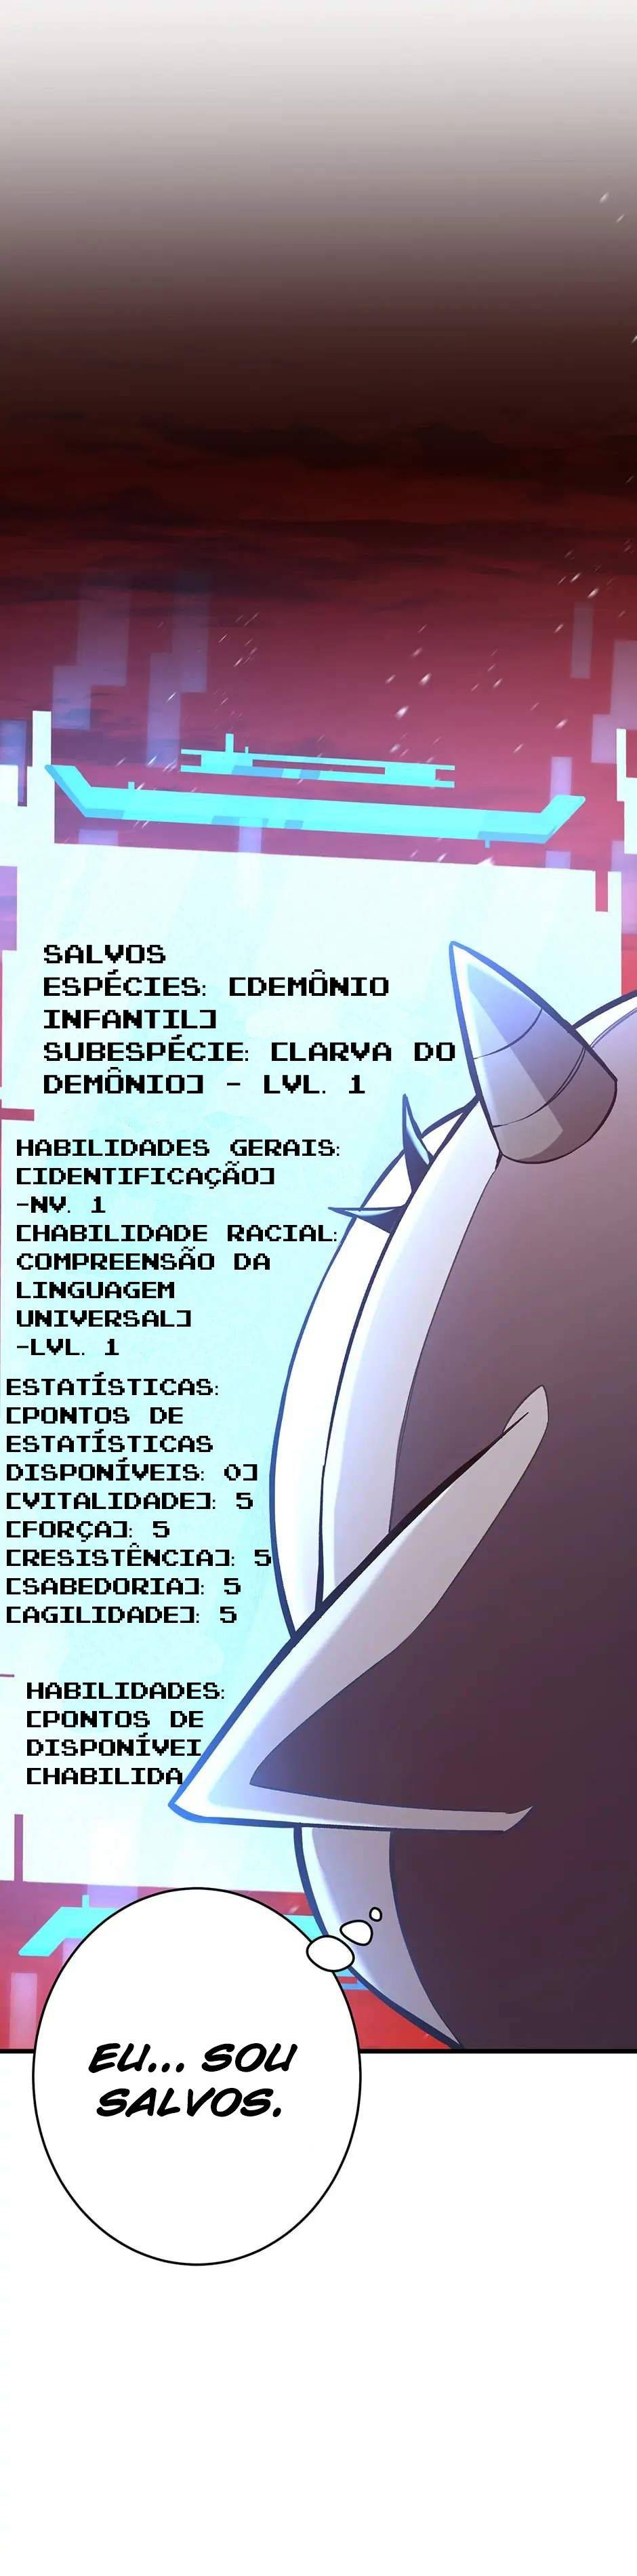 SALVOS
ESPÉCIES: [DEMÔNIO
INFANTIL]
SUBESPÉCIE: [LARVA DO
DEMÔNIO] - LVL. 1
HABILIDADES GERAIS:
[IDENTIFICAÇÃO]
-NV. 1
[HABILIDADE RACIAL:
COMPREENSÃO DA
LINGUAGEM
UNIVERSAL]
-LVL. 1
ESTATÍSTICAS:
[PONTOS DE
ESTATÍSTICAS
DISPONÍVEIS: 0]
[VITALIDADE]: 5
[FORÇA]: 5
[RESISTÊNCIA]: 5
[SABEDORIA]: 5
[AGILIDADE]: 5
HABILIDADES:
[PONTOS DE
DISPONÍVEI
[HABILIDA
EU... SOU
SALVOS.